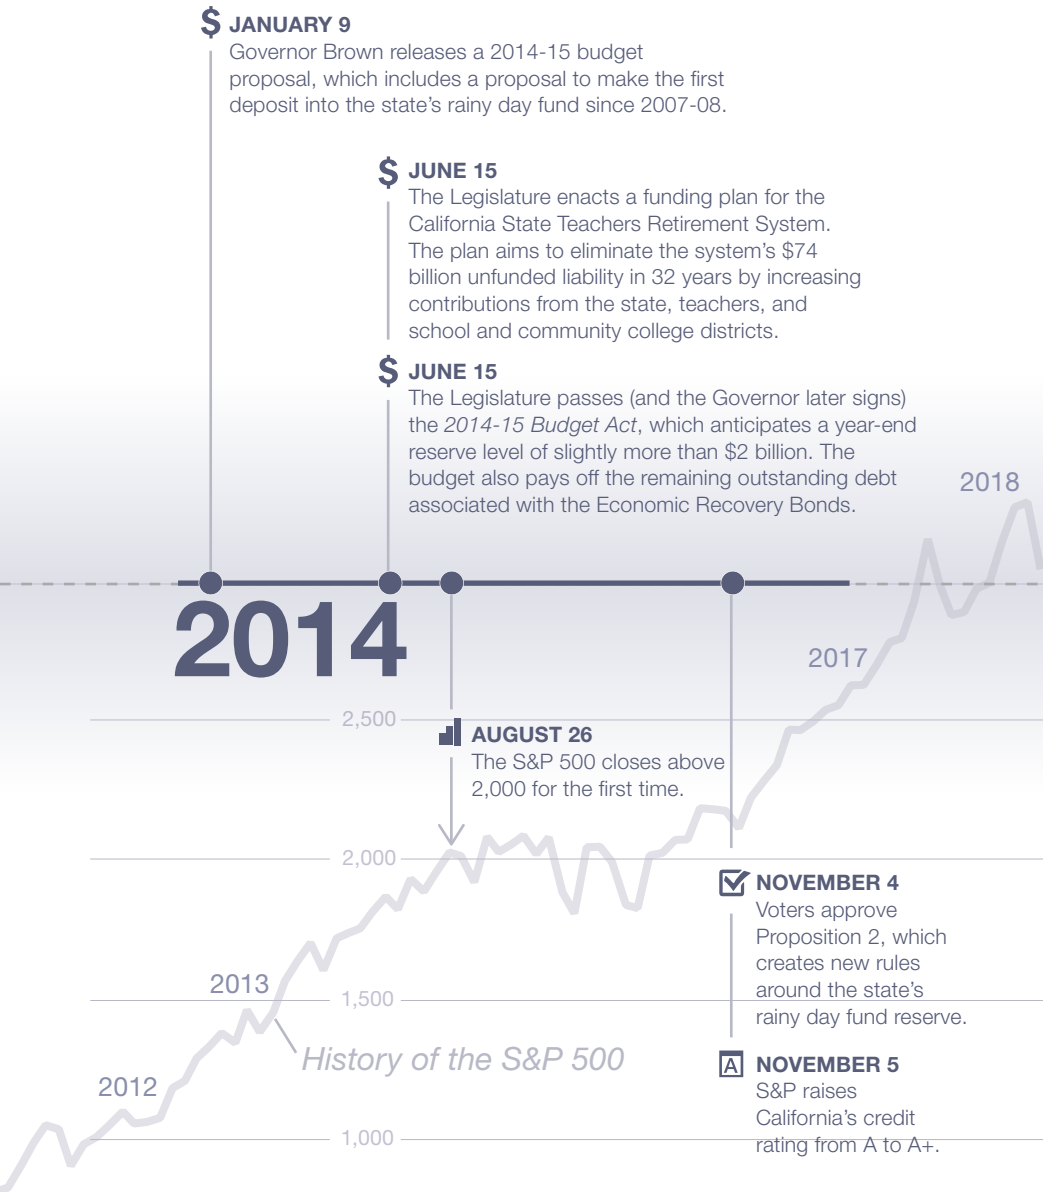 $ JANUARY 9
Governor Brown releases a 2014-15 budget
proposal, which includes a proposal to make the first
deposit into the state’s rainy day fund since 2007-08.
$ JUNE 15
The Legislature enacts a funding plan for the
California State Teachers Retirement System.
The plan aims to eliminate the system’s $74
billion unfunded liability in 32 years by increasing
contributions from the state, teachers, and
school and community college districts.
$ JUNE 15
The Legislature passes (and the Governor later signs)
the 2014-15 Budget Act, which anticipates a year-end
reserve level of slightly more than $2 billion. The
budget also pays off the remaining outstanding debt
associated with the Economic Recovery Bonds.
2018
2014
2017
2,500
AUGUST 26
The S&P 500 closes above
2,000 for the first time.
2,000
NOVEMBER 4
Voters approve
Proposition 2, which
creates new rules
around the state’s
rainy day fund reserve.
2013
1,500
History of the S&P 500
2012
A NOVEMBER 5
S&P raises
California’s credit
rating from A to A+.
1,000